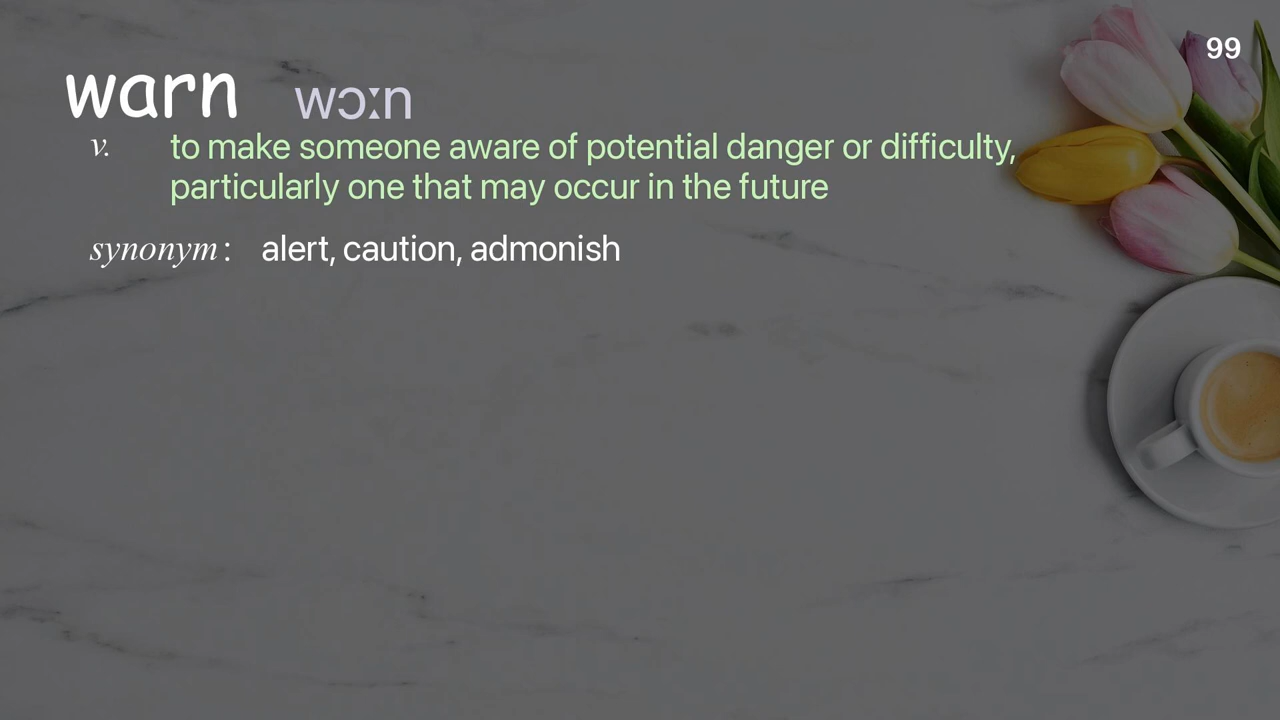 99
warn wɔːn
v. to make someone aware of potential danger or difficulty,
particularly one that may occur in the future
synonym : alert, caution, admonish